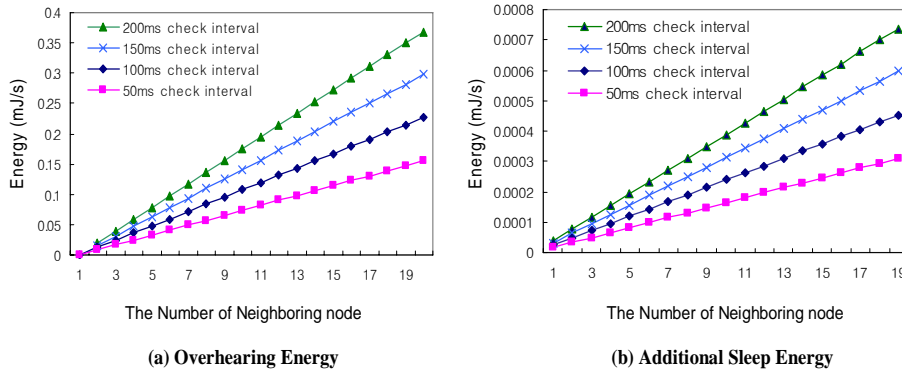 0.4
0.35
0.3
0.25
0.2
0.15
0.1
0.05
0
Energy (mJ/s)
200ms check interval
150ms check interval
100ms check interval
50ms check interval
1 3 5 7 9 11 13 15 17 19
The Number of Neighboring node
(a) Overhearing Energy
0.0008
0.0007
0.0006
0.0005
0.0004
0.0003
0.0002
0.0001
0
Energy (mJ/s)
200ms check interval
150ms check interval
100ms check interval
50ms check interval
1 3 5 7 9 11 13 15 17 19
The Number of Neighboring node
(b) Additional Sleep Energy